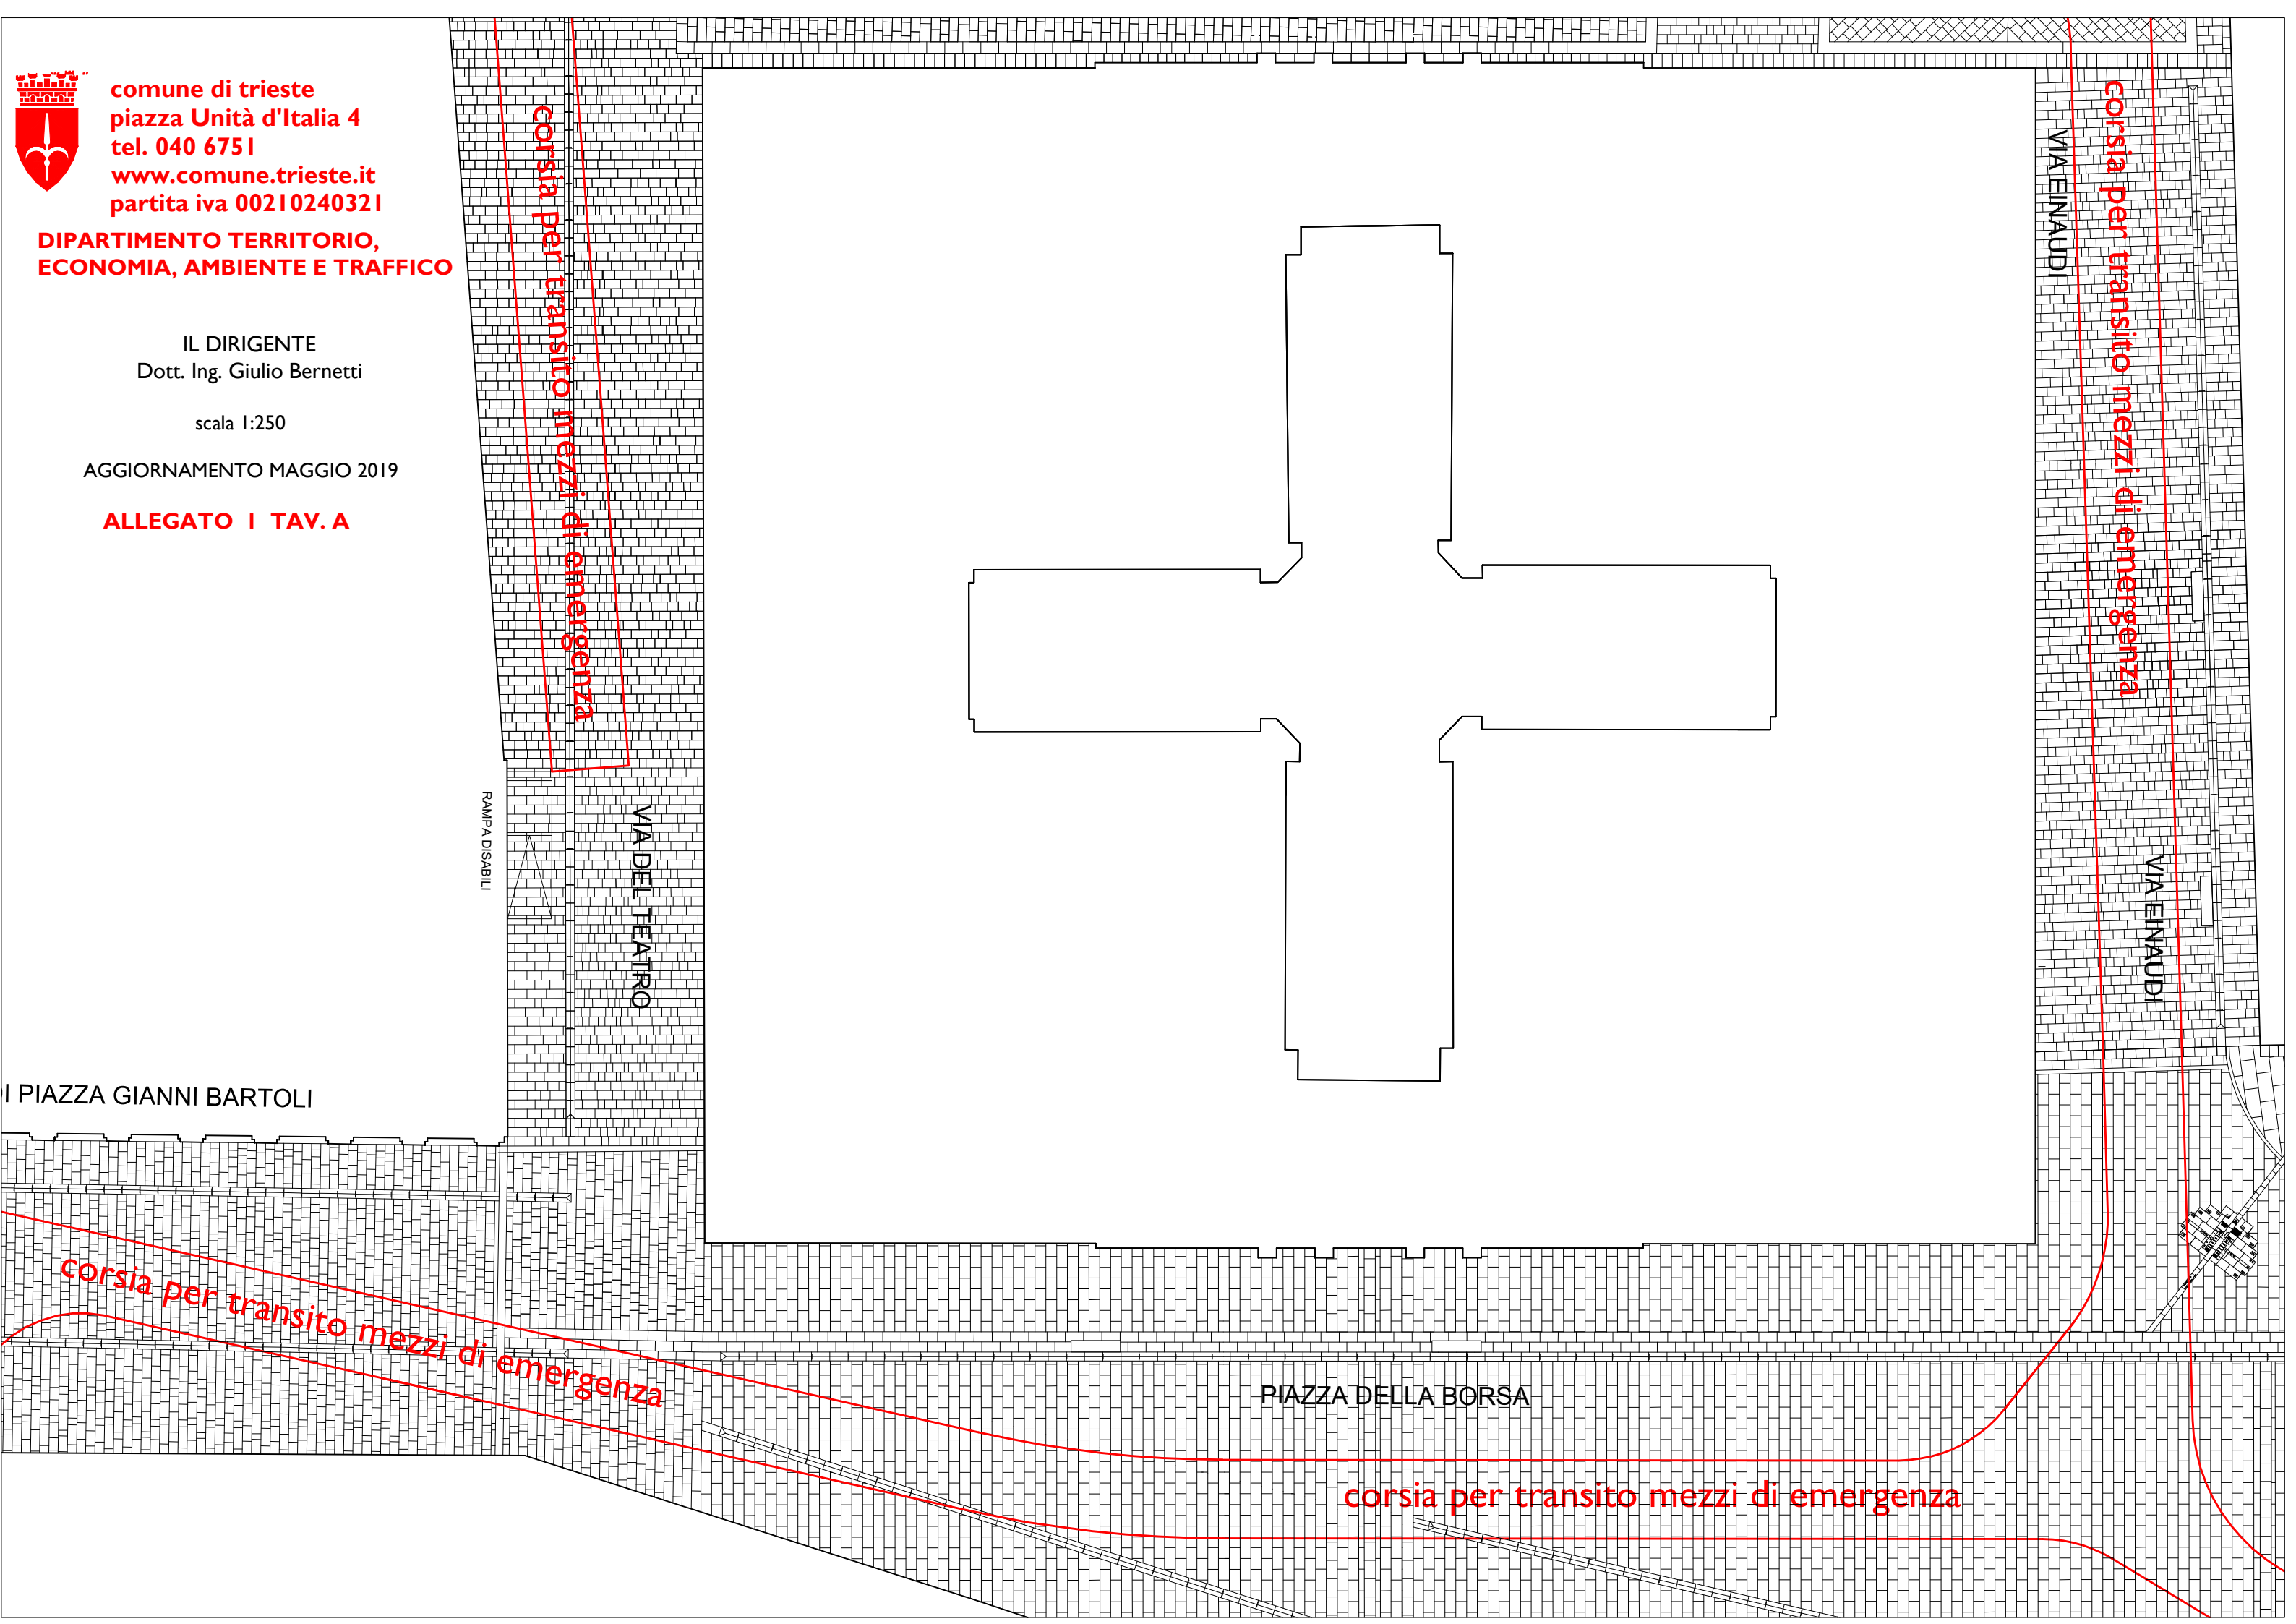 comune di trieste
piazza Unità d'Italia 4
tel. 040 6751
www.comune.trieste.it
partita iva 00210240321
DIPARTIMENTO TERRITORIO,
ECONOMIA, AMBIENTE E TRAFFICO
IL DIRIGENTE
Dott. Ing. Giulio Bernetti
scala 1:250
AGGIORNAMENTO MAGGIO 2019
ALLEGATO 1 TAV. A
corsia per transito mezzi di emergenza
RAMPA DISABILI
VIA DEL TEATRO
VIA EINAUDI
corsia per transito mezzi di emergenza
VIA EINAUDI
DI PIAZZA GIANNI BARTOLI
corsia per transito mezzi di emergenza
PIAZZA DELLA BORSA
corsia per transito mezzi di emergenza